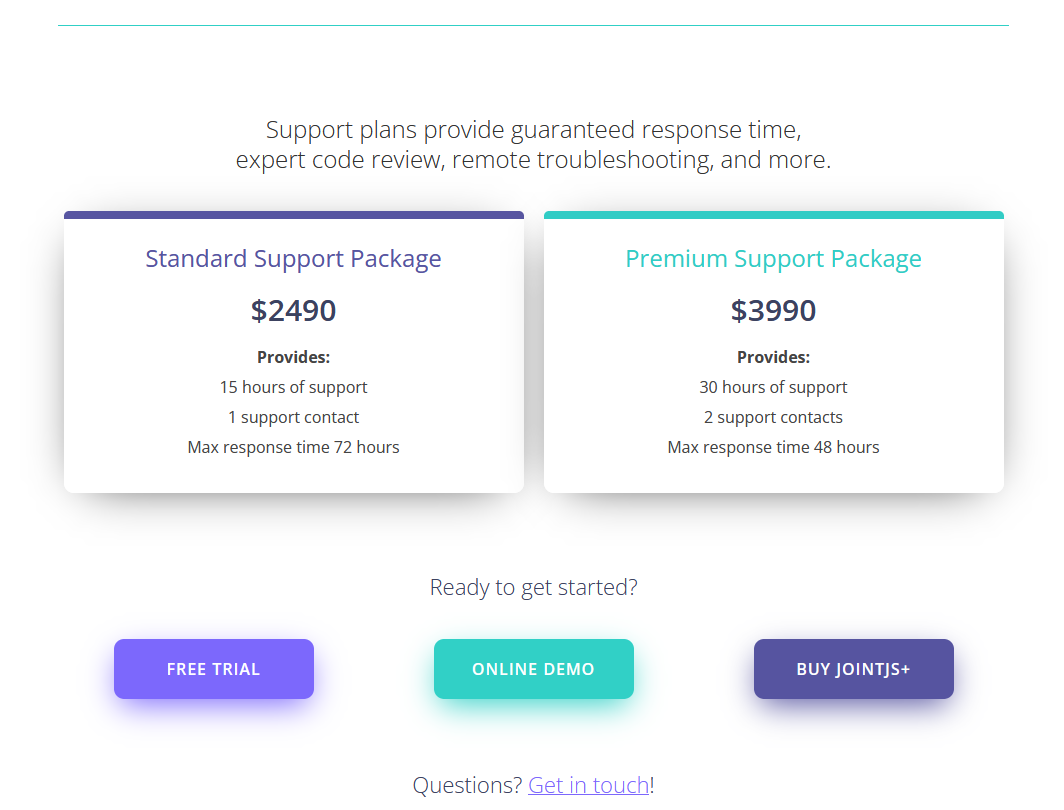 Support plans provide guaranteed response time,
expert code review, remote troubleshooting, and more.
Standard Support Package
$2490
Provides:
15 hours of support
1 support contact
Max response time 72 hours
Premium Support Package
$3990
Provides:
30 hours of support
2 support contacts
Max response time 48 hours
Ready to get started?
FREE TRIAL
ONLINE DEMO
BUY JOINTJS+
Questions? Get in touch!